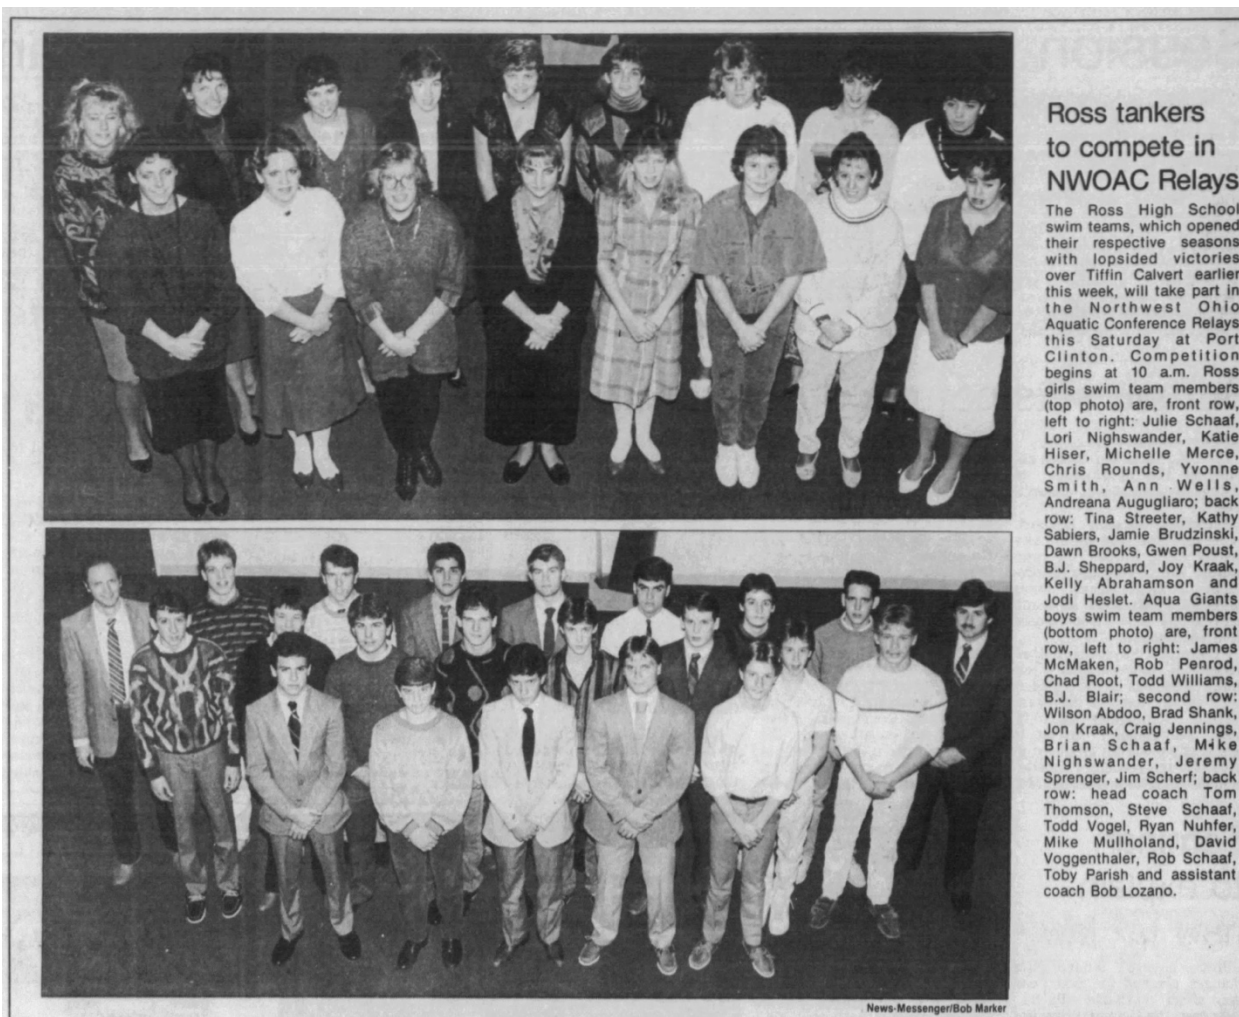 Ross tankers
to compete in
NWOAC Relays
The Ross High School
swim teams, which opened
their respective seasons
with lopsided victories
over Tiffin Calvert earlier
this week, will take part in
the Northwest Ohio
Aquatic Conference Relays
this Saturday at Port
Clinton. Competition
begins at 10 a.m. Ross
girls swim team members
(top photo) are, front row,
left to right: Julie Schaaf,
Lori Nighswander, Katie
Hiser, Michelle Merce,
Chris Rounds, Yvonne
Smith, Ann Wells,
Andreana Augugliaro; back
row: Tina Streeter, Kathy
Sabiers, Jamie Brudzinski,
Dawn Brooks, Gwen Poust,
B.J. Sheppard, Joy Kraak,
Kelly Abrahamson and
Jodi Heslet. Aqua Giants
boys swim team members
(bottom photo) are, front
row, left to right: James
McMaken, Rob Penrod,
Chad Root, Todd Williams,
B.J. Blair; second row:
Wilson Abdoo, Brad Shank,
Jon Kraak, Craig Jennings,
Brian Schaaf, Mike
Nighswander, Jeremy
Sprenger, Jim Scherf; back
row: head coach Tom
Thomson, Steve Schaaf,
Todd Vogel, Ryan Nuhfer,
Mike Mullholand, David
Voggenthaler, Rob Schaaf,
Toby Parish and assistant
coach Bob Lozano.
News-Messenger/Bob Marker